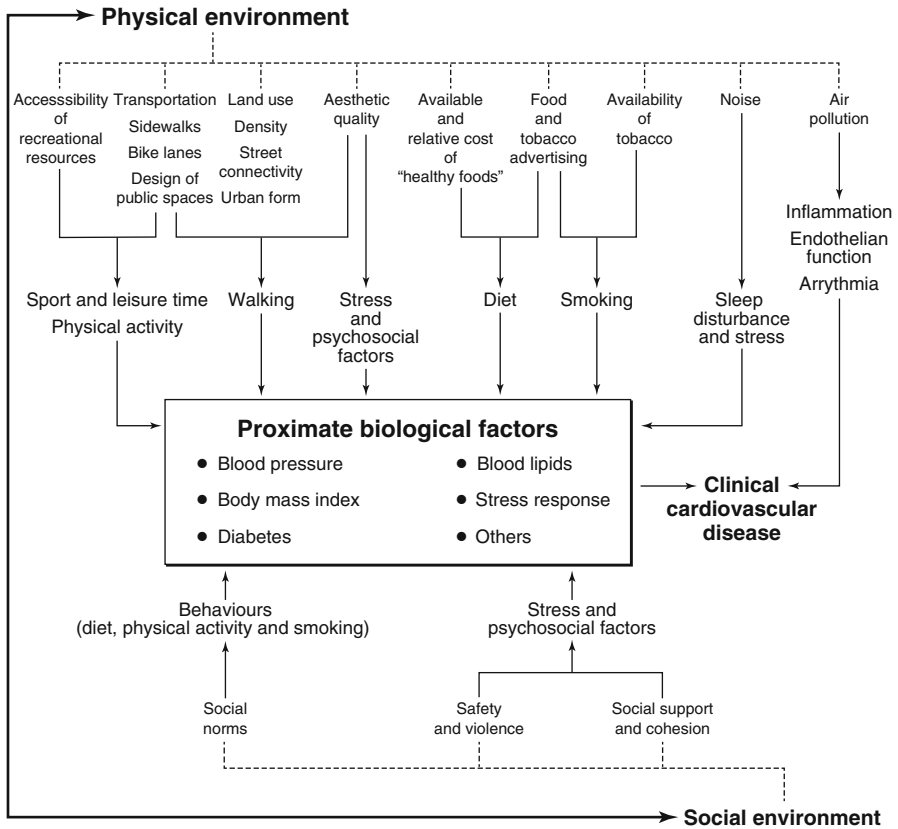 Physical environment
Accesssibility
of
recreational
resources
Transportation
Sidewalks
Bike lanes
Design of
public spaces
Land use
Density
Street
connectivity
Urban form
Aesthetic
quality
Available
and
relative cost
of
“healthy foods”
Food
and
tobacco
advertising
Availability
of
tobacco
Noise
Air
pollution
Inflammation
Endothelian
function
Arrythmia
Sport and leisure time
Physical activity
Walking
Stress
and
psychosocial
factors
Diet
Smoking
Sleep
disturbance
and stress
Proximate biological factors
● Blood pressure
● Body mass index
● Diabetes
● Blood lipids
● Stress response
● Others
Clinical
cardiovascular
disease
Behaviours
(diet, physical activity and smoking)
Stress and
psychosocial factors
Social
norms
Safety
and violence
Social support
and cohesion
Social environment